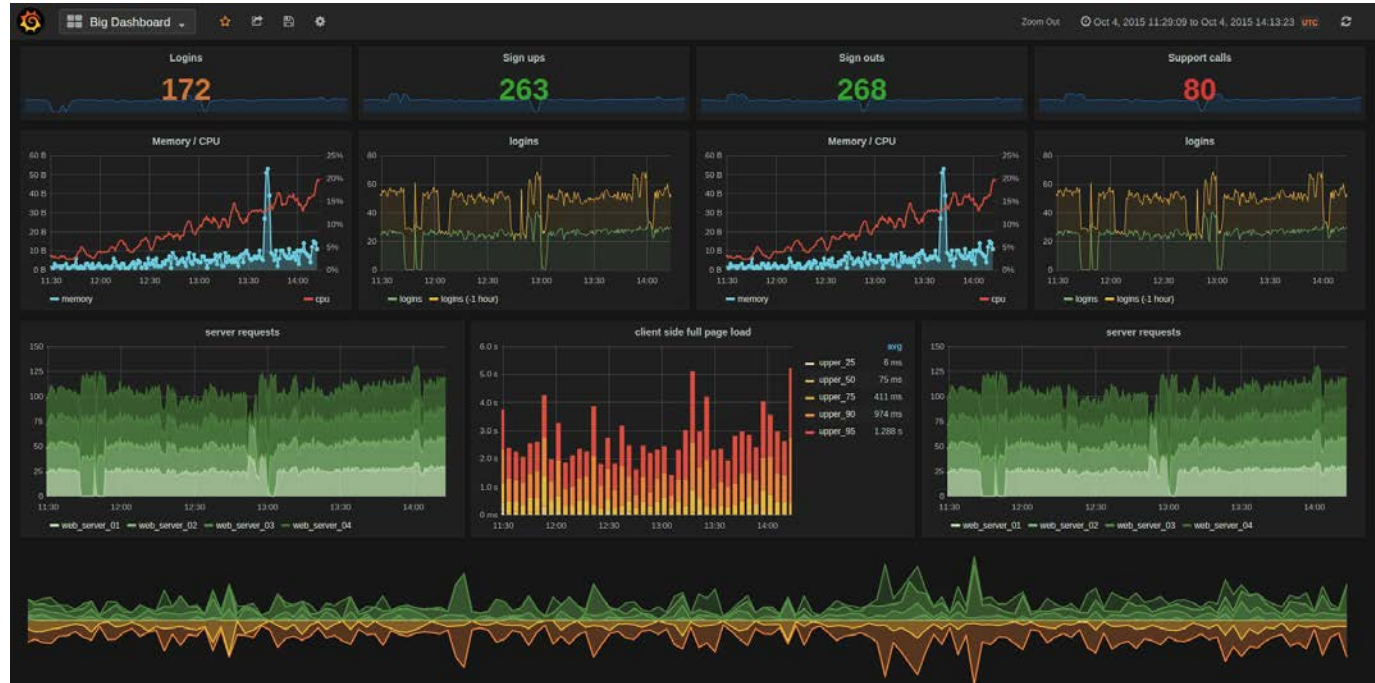 Big Dashboard
Zoom Out
Oct 4, 2015 11:29:09 to Oct 4, 2015 14:13:23 UTC
Logins
172
Sign ups
263
Sign outs
268
Support calls
80
Memory / CPU
60 B
50 B
40 B
30 B
20 B
10 B
0 B
25%
20%
15%
10%
5%
0%
11:30 12:00 12:30 13:00 13:30 14:00
memory cpu
logins
80
60
40
20
0
11:30 12:00 12:30 13:00 13:30 14:00
logins logins (-1 hour)
Memory / CPU
60 B
50 B
40 B
30 B
20 B
10 B
0 B
25%
20%
15%
10%
5%
0%
11:30 12:00 12:30 13:00 13:30 14:00
memory cpu
logins
80
60
40
20
0
11:30 12:00 12:30 13:00 13:30 14:00
logins logins (-1 hour)
server requests
150
125
100
75
50
25
0
11:30 12:00 12:30 13:00 13:30 14:00
web_server_01 web_server_02 web_server_03 web_server_04
client side full page load
6.0 s
5.0 s
4.0 s
3.0 s
2.0 s
1.0 s
0 ms
11:30 12:00 12:30 13:00 13:30 14:00
avg
upper_25 6 ms
upper_50 75 ms
upper_75 411 ms
upper_90 974 ms
upper_95 1.288 s
server requests
150
125
100
75
50
25
0
11:30 12:00 12:30 13:00 13:30 14:00
web_server_01 web_server_02 web_server_03 web_server_04